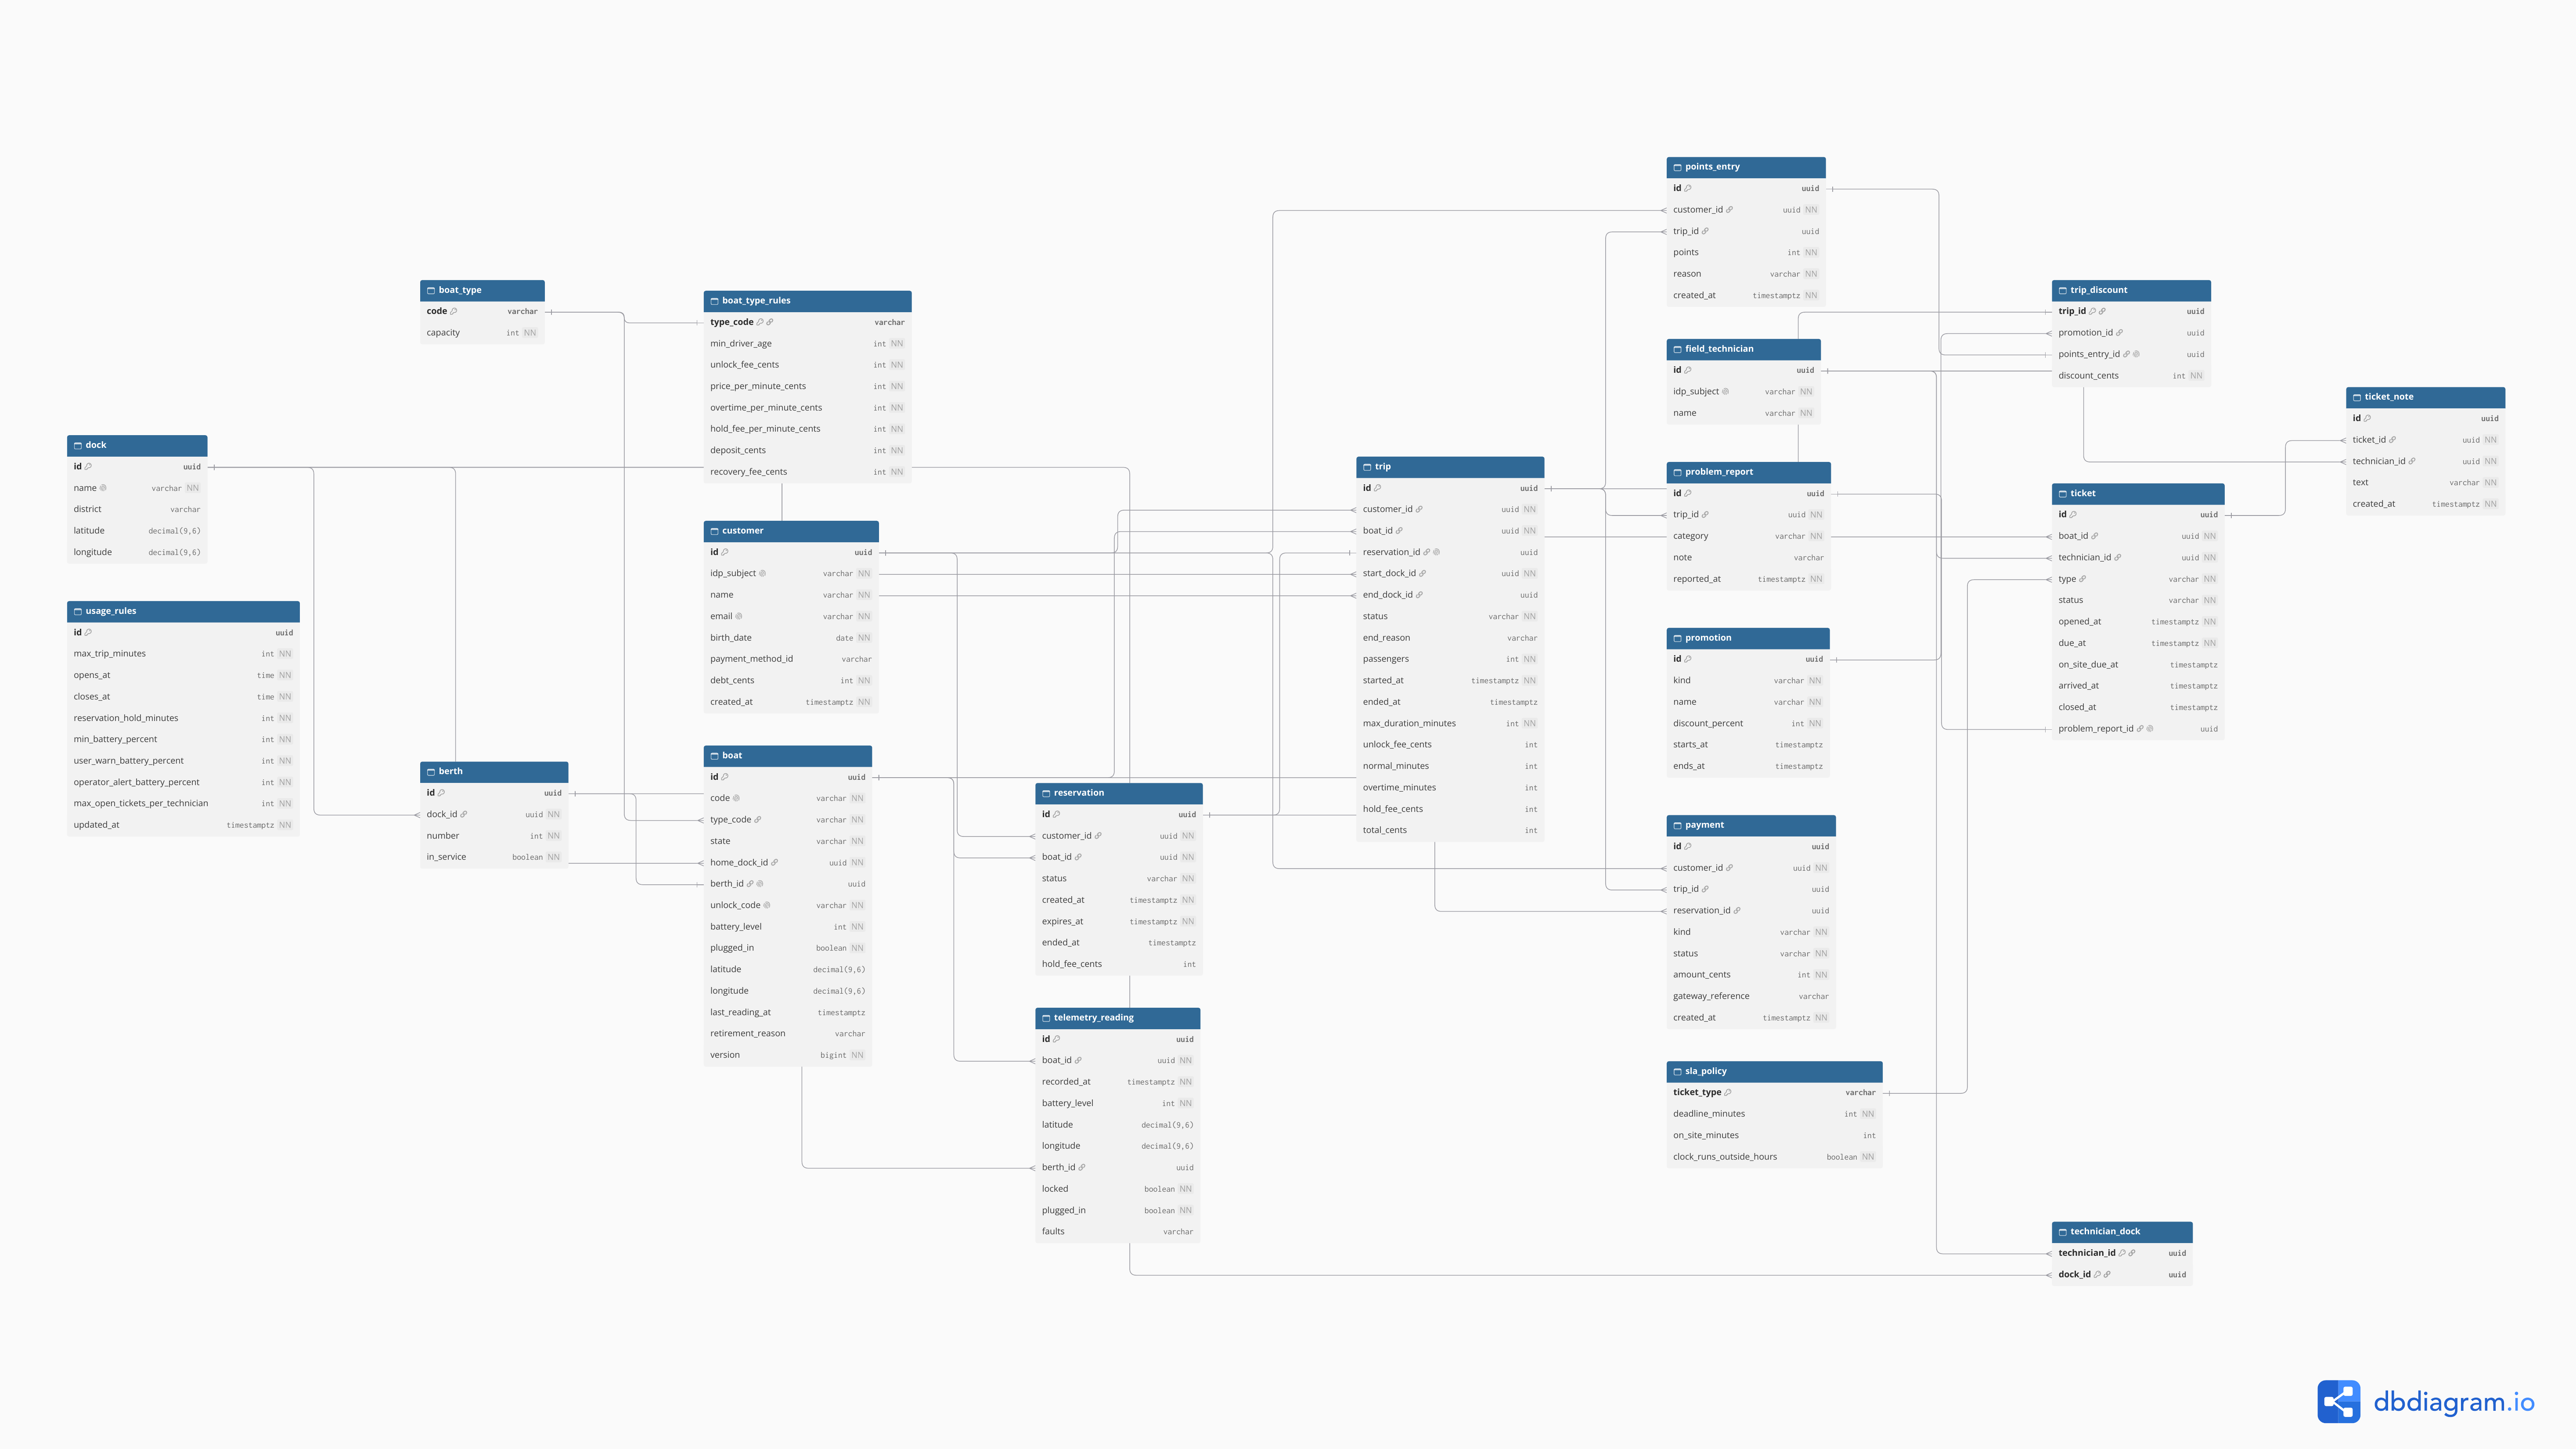 dock
id uuid
name varchar NN
district varchar
latitude decimal(9,6)
longitude decimal(9,6)
usage_rules
id uuid
max_trip_minutes int NN
opens_at time NN
closes_at time NN
reservation_hold_minutes int NN
min_battery_percent int NN
user_warn_battery_percent int NN
operator_alert_battery_percent int NN
max_open_tickets_per_technician int NN
updated_at timestamptz NN
boat_type
code varchar
capacity int NN
berth
id uuid
dock_id uuid NN
number int NN
in_service boolean NN
boat_type_rules
type_code varchar
min_driver_age int NN
unlock_fee_cents int NN
price_per_minute_cents int NN
overtime_per_minute_cents int NN
hold_fee_per_minute_cents int NN
deposit_cents int NN
recovery_fee_cents int NN
customer
id uuid
idp_subject varchar NN
name varchar NN
email varchar NN
birth_date date NN
payment_method_id varchar
debt_cents int NN
created_at timestamptz NN
boat
id uuid
code varchar NN
type_code varchar NN
state varchar NN
home_dock_id uuid NN
berth_id uuid
unlock_code varchar NN
battery_level int NN
plugged_in boolean NN
latitude decimal(9,6)
longitude decimal(9,6)
last_reading_at timestamptz
retirement_reason varchar
version bigint NN
reservation
id uuid
customer_id uuid NN
boat_id uuid NN
status varchar NN
created_at timestamptz NN
expires_at timestamptz NN
ended_at timestamptz
hold_fee_cents int
telemetry_reading
id uuid
boat_id uuid NN
recorded_at timestamptz NN
battery_level int NN
latitude decimal(9,6)
longitude decimal(9,6)
berth_id uuid
locked boolean NN
plugged_in boolean NN
faults varchar
trip
id uuid
customer_id uuid NN
boat_id uuid NN
reservation_id uuid
start_dock_id uuid NN
end_dock_id uuid
status varchar NN
end_reason varchar
passengers int NN
started_at timestamptz NN
ended_at timestamptz
max_duration_minutes int NN
unlock_fee_cents int
normal_minutes int
overtime_minutes int
hold_fee_cents int
total_cents int
points_entry
id uuid
customer_id uuid NN
trip_id uuid
points int NN
reason varchar NN
created_at timestamptz NN
field_technician
id uuid
idp_subject varchar NN
name varchar NN
problem_report
id uuid
trip_id uuid NN
category varchar NN
note varchar
reported_at timestamptz NN
promotion
id uuid
kind varchar NN
name varchar NN
discount_percent int NN
starts_at timestamptz
ends_at timestamptz
payment
id uuid
customer_id uuid NN
trip_id uuid
reservation_id uuid
kind varchar NN
status varchar NN
amount_cents int NN
gateway_reference varchar
created_at timestamptz NN
sla_policy
ticket_type varchar
deadline_minutes int NN
on_site_minutes int
clock_runs_outside_hours boolean NN
trip_discount
trip_id uuid
promotion_id uuid
points_entry_id uuid
discount_cents int NN
ticket
id uuid
boat_id uuid NN
technician_id uuid NN
type varchar NN
status varchar NN
opened_at timestamptz NN
due_at timestamptz NN
on_site_due_at timestamptz
arrived_at timestamptz
closed_at timestamptz
problem_report_id uuid
technician_dock
technician_id uuid
dock_id uuid
ticket_note
id uuid
ticket_id uuid NN
technician_id uuid NN
text varchar NN
created_at timestamptz NN
dbdiagram.io